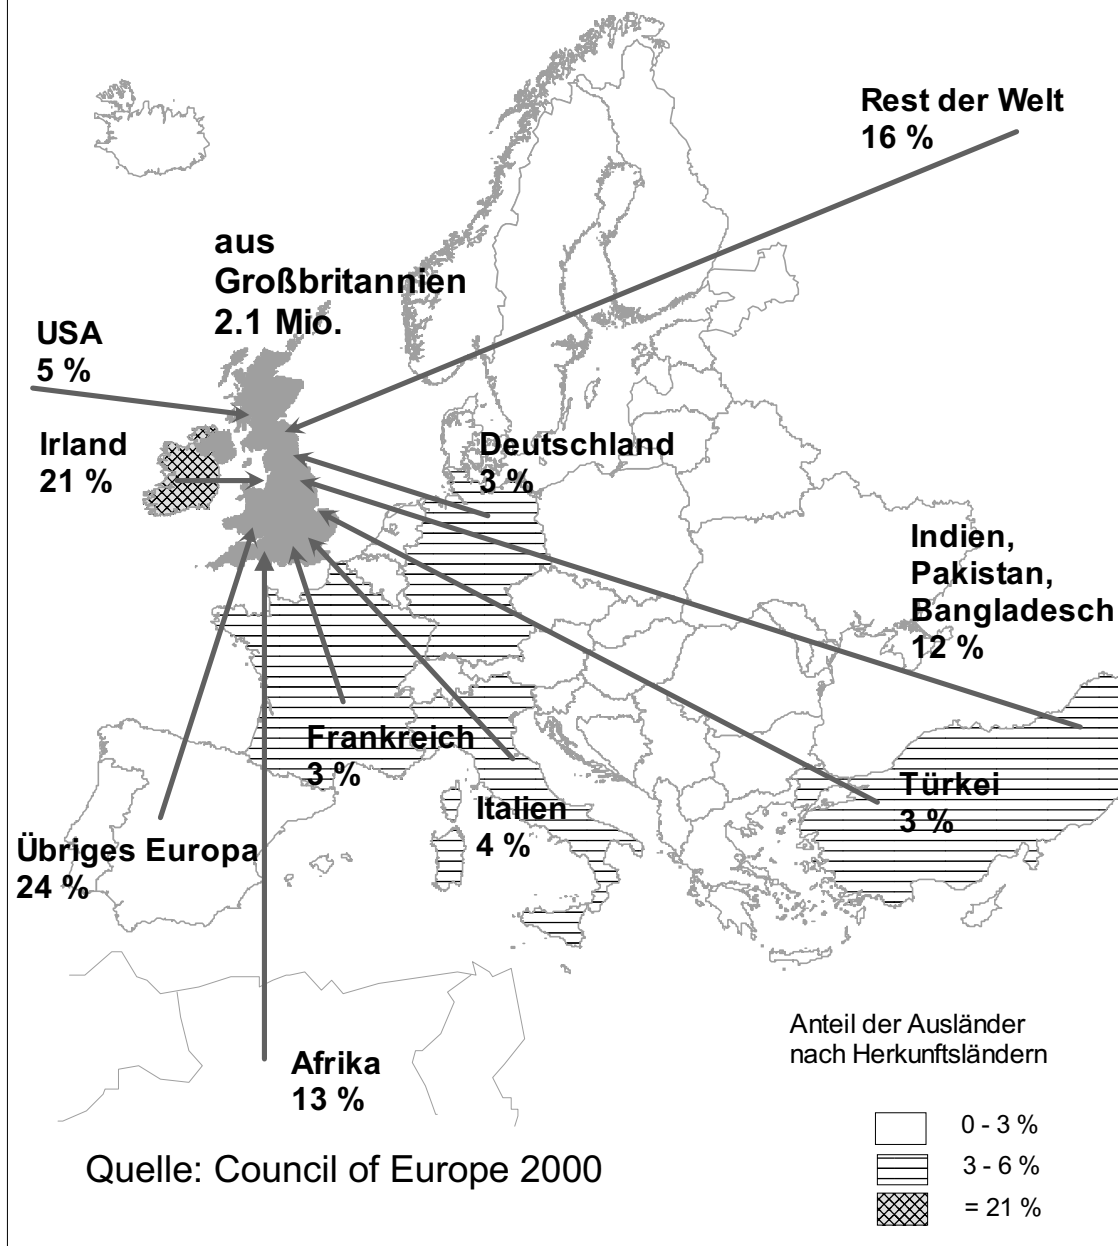 Rest der Welt
16 %
aus
Großbritannien
2.1 Mio.
USA
5 %
Irland
21 %
Deutschland
3 %
Indien,
Pakistan,
Bangladesch
12 %
Frankreich
3 %
Italien
4 %
Türkei
3 %
Übriges Europa
24 %
Afrika
13 %
Anteil der Ausländer
nach Herkunftsländern
0 - 3 %
3 - 6 %
= 21 %
Quelle: Council of Europe 2000